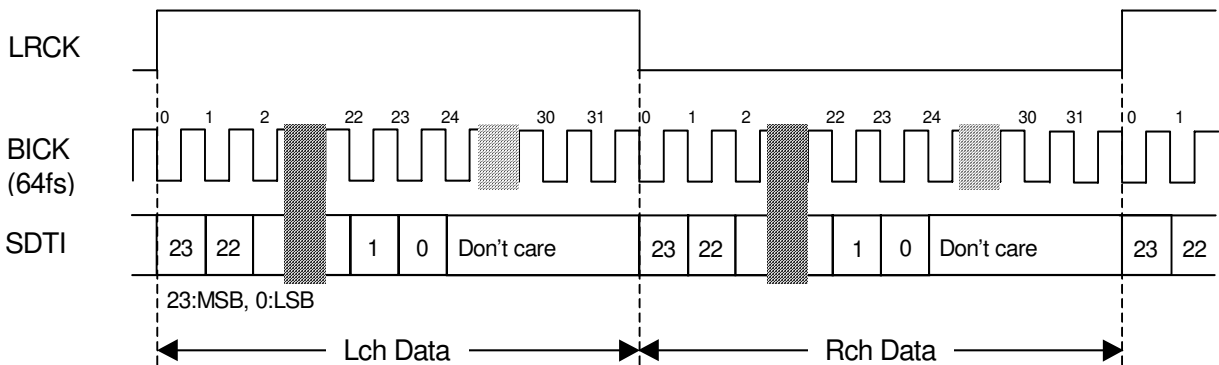 LRCK
0 1 2 22 23 24 30 31 0 1 2 22 23 24 30 31 0 1
BICK
(64fs)
SDTI 23 22 1 0 Don't care 23 22 1 0 Don't care 23 22
23:MSB, 0:LSB
Lch Data Rch Data